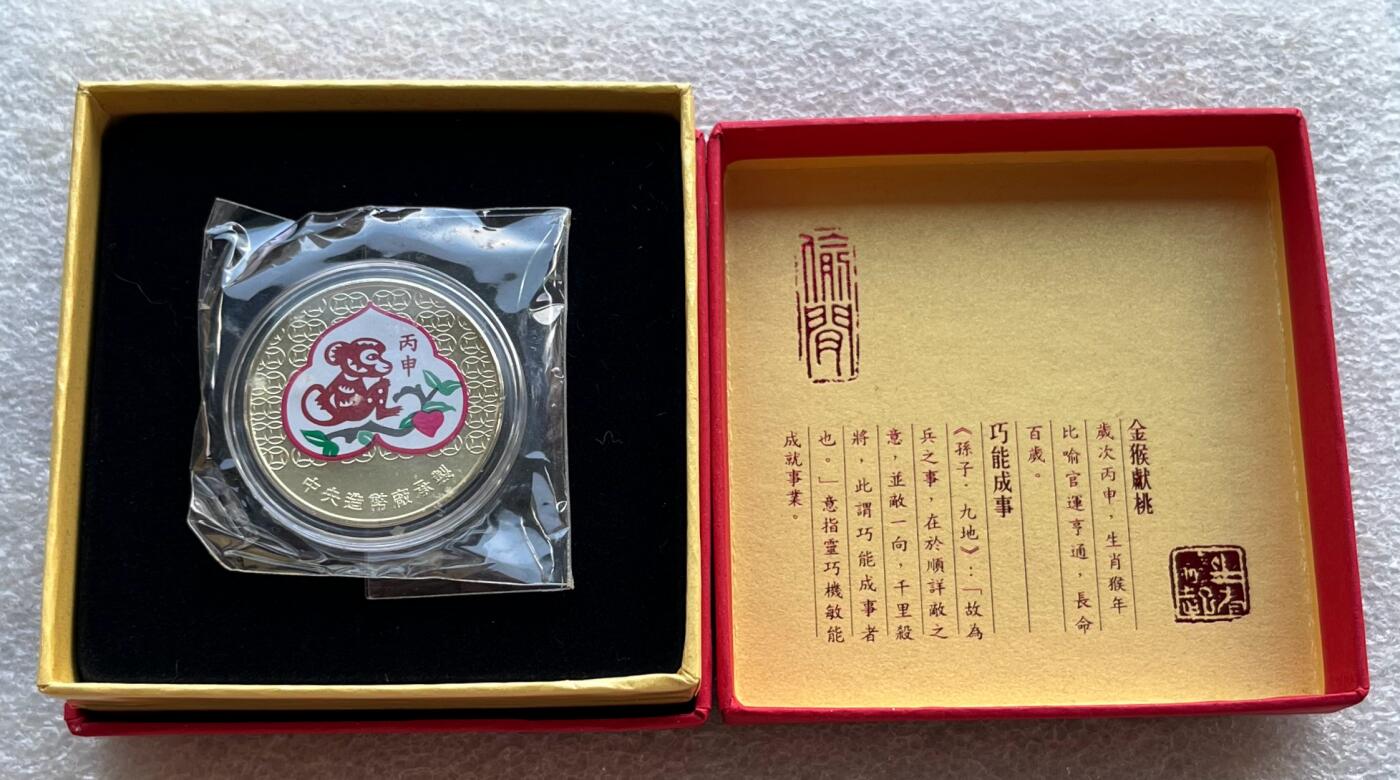 丙申
中央造幣廠承製
金猴獻桃
歲次丙申，生肖猴年
比喻官運亨通，長命
百歲。
巧能成事
《孫子．九地》：「故為
兵之事，在於順詳敵之
意，並敵一向，千里殺
將，此謂巧能成事者
也。」意指靈巧機敏能
成就事業。